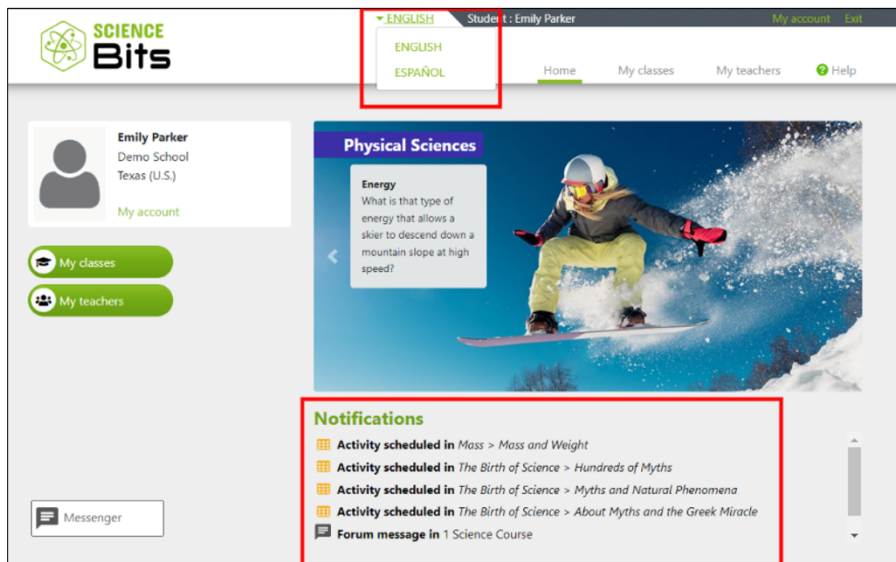 SCIENCE
Bits
ENGLISH
Student : Emily Parker
My account
Exit
ENGLISH
ESPAÑOL
Home
My classes
My teachers
Help
Emily Parker
Demo School
Texas (U.S.)
My account
My classes
My teachers
Messenger
Physical Sciences
Energy
What is that type of
energy that allows a
skier to descend down a
mountain slope at high
speed?
Notifications
Activity scheduled in Mass > Mass and Weight
Activity scheduled in The Birth of Science > Hundreds of Myths
Activity scheduled in The Birth of Science > Myths and Natural Phenomena
Activity scheduled in The Birth of Science > About Myths and the Greek Miracle
Forum message in 1 Science Course